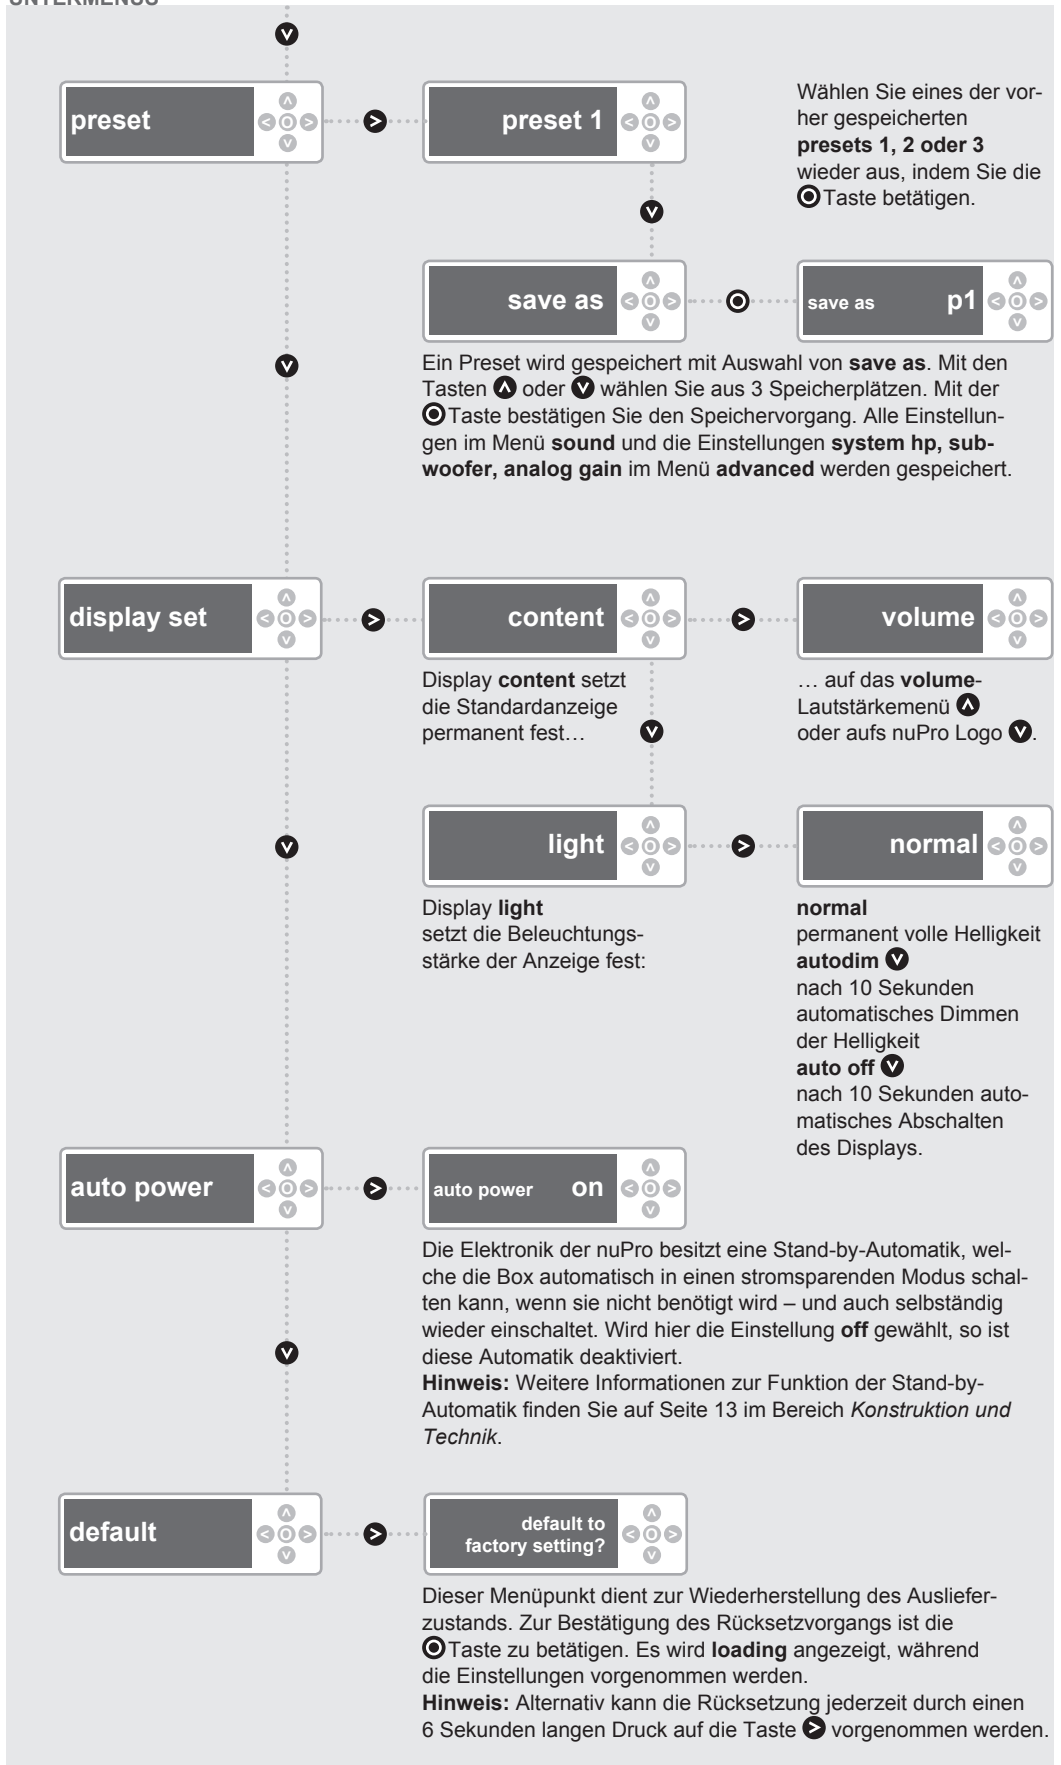 UNTERMENÜS
preset
preset 1
Wählen Sie eines der vor-
her gespeicherten
presets 1, 2 oder 3
wieder aus, indem Sie die
Taste betätigen.
save as
save as p1
Ein Preset wird gespeichert mit Auswahl von save as. Mit den
Tasten oder wählen Sie aus 3 Speicherplätzen. Mit der
Taste bestätigen Sie den Speichervorgang. Alle Einstellun-
gen im Menü sound und die Einstellungen system hp, sub-
woofer, analog gain im Menü advanced werden gespeichert.
display set
content
volume
Display content setzt
die Standardanzeige
permanent fest…
… auf das volume-
Lautstärkemenü
oder aufs nuPro Logo .
light
normal
Display light
setzt die Beleuchtungs-
stärke der Anzeige fest:
normal
permanent volle Helligkeit
autodim
nach 10 Sekunden
automatisches Dimmen
der Helligkeit
auto off
nach 10 Sekunden auto-
matisches Abschalten
des Displays.
auto power
auto power on
Die Elektronik der nuPro besitzt eine Stand-by-Automatik, wel-
che die Box automatisch in einen stromsparenden Modus schal-
ten kann, wenn sie nicht benötigt wird – und auch selbständig
wieder einschaltet. Wird hier die Einstellung off gewählt, so ist
diese Automatik deaktiviert.
Hinweis: Weitere Informationen zur Funktion der Stand-by-
Automatik finden Sie auf Seite 13 im Bereich Konstruktion und
Technik.
default
default to
factory setting?
Dieser Menüpunkt dient zur Wiederherstellung des Ausliefer-
zustands. Zur Bestätigung des Rücksetzvorgangs ist die
Taste zu betätigen. Es wird loading angezeigt, während
die Einstellungen vorgenommen werden.
Hinweis: Alternativ kann die Rücksetzung jederzeit durch einen
6 Sekunden langen Druck auf die Taste vorgenommen werden.